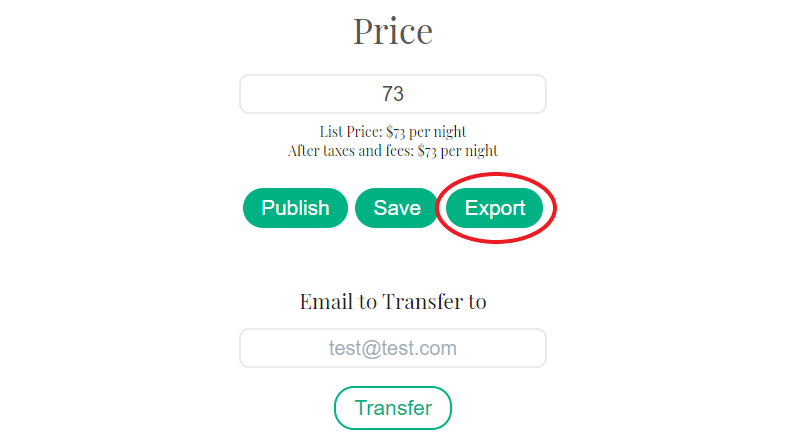 Price
73
List Price: $73 per night
After taxes and fees: $73 per night
Publish Save Export
Email to Transfer to
test@test.com
Transfer